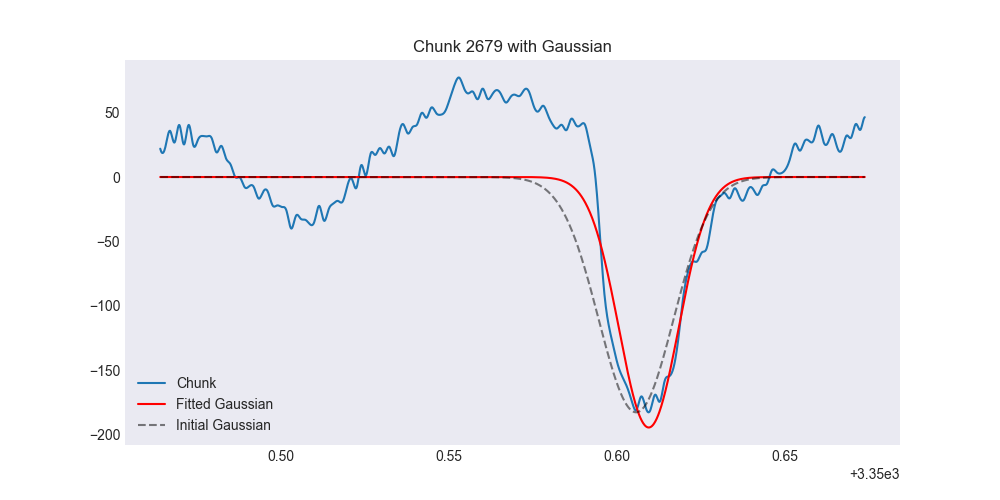 Chunk 2679 with Gaussian
50
0
−50
−100
−150
−200
Chunk
Fitted Gaussian
Initial Gaussian
0.50 0.55 0.60 0.65
+3.35e3